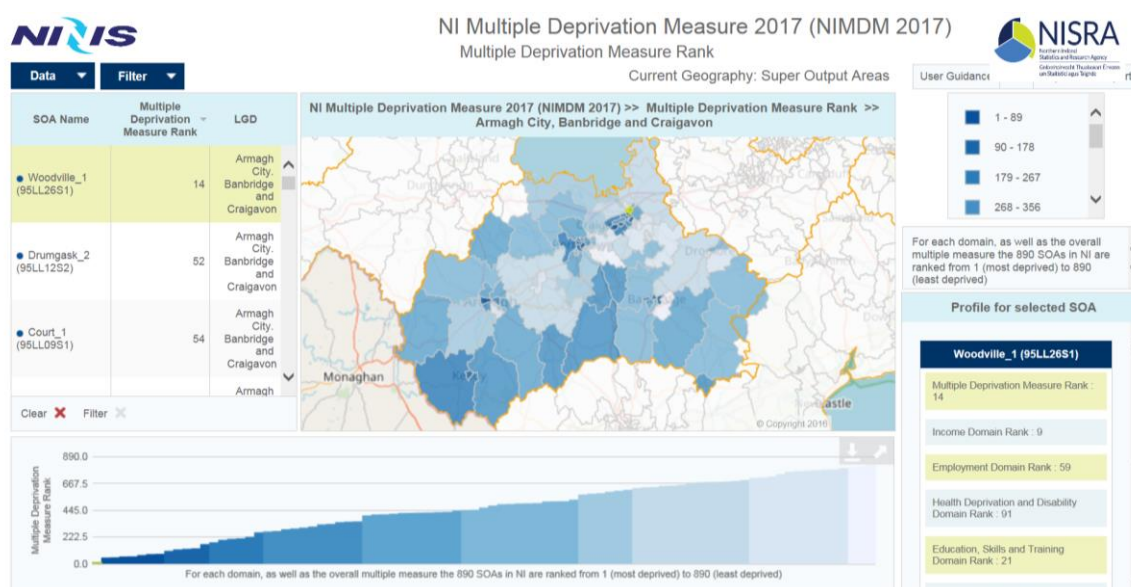 NINIS
NI Multiple Deprivation Measure 2017 (NIMDM 2017)
Multiple Deprivation Measure Rank
Current Geography: Super Output Areas
NISRA
Northern Ireland
Statistics and Research Agency
Data
Filter
User Guidance
SOA Name
Multiple
Deprivation
Measure Rank
LGD
Woodville_1
(95LL26S1)
14
Armagh
City.
Banbridge
and
Craigavon
Drumgask_2
(95LL12S2)
52
Armagh
City.
Banbridge
and
Craigavon
Court_1
(95LL09S1)
54
Armagh
City.
Banbridge
and
Craigavon
Armagh
Clear
Filter
NI Multiple Deprivation Measure 2017 (NIMDM 2017) >> Multiple Deprivation Measure Rank >>
Armagh City, Banbridge and Craigavon
Monaghan
astle
© Copyright 2016
1 - 89
90 - 178
179 - 267
268 - 356
For each domain, as well as the overall
multiple measure the 890 SOAs in NI are
ranked from 1 (most deprived) to 890
(least deprived)
Profile for selected SOA
Woodville_1 (95LL26S1)
Multiple Deprivation Measure Rank :
14
Income Domain Rank : 9
Employment Domain Rank : 59
Health Deprivation and Disability
Domain Rank : 91
Education, Skills and Training
Domain Rank : 21
Multiple Deprivation
Measure Rank
890.0
667.5
445.0
222.5
0.0
For each domain, as well as the overall multiple measure the 890 SOAs in NI are ranked from 1 (most deprived) to 890 (least deprived)